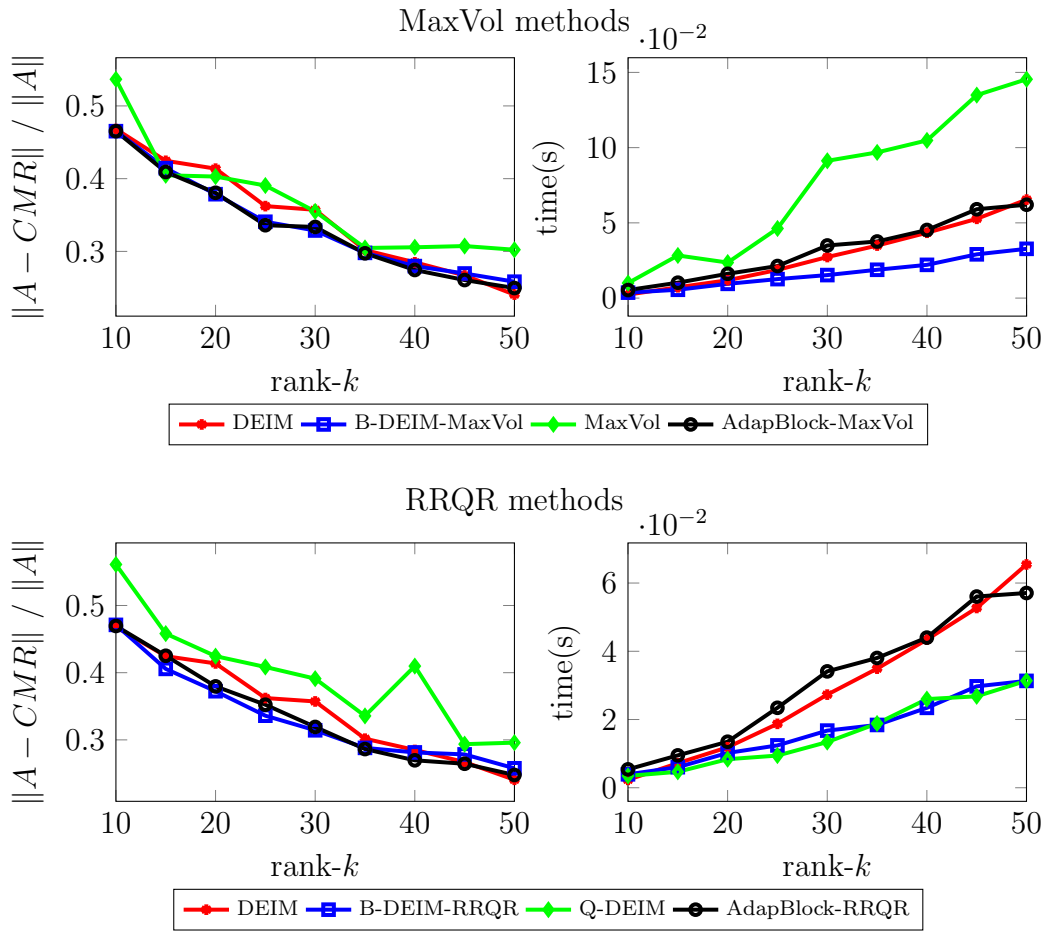 MaxVol methods
·10⁻²
∥A − CMR∥ / ∥A∥
0.5
0.4
0.3
10 20 30 40 50
rank-k
time(s)
15
10
5
0
10 20 30 40 50
rank-k
DEIM B-DEIM-MaxVol MaxVol AdapBlock-MaxVol
RRQR methods
·10⁻²
∥A − CMR∥ / ∥A∥
0.5
0.4
0.3
10 20 30 40 50
rank-k
time(s)
6
4
2
0
10 20 30 40 50
rank-k
DEIM B-DEIM-RRQR Q-DEIM AdapBlock-RRQR